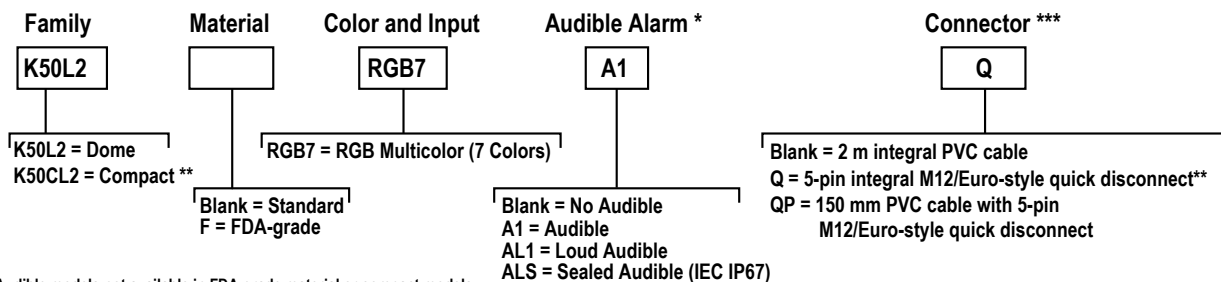 Family Material Color and Input Audible Alarm * Connector ***
K50L2 RGB7 A1 Q
K50L2 = Dome
K50CL2 = Compact **
Blank = Standard
F = FDA-grade
RGB7 = RGB Multicolor (7 Colors)
Blank = No Audible
A1 = Audible
AL1 = Loud Audible
ALS = Sealed Audible (IEC IP67)
Blank = 2 m integral PVC cable
Q = 5-pin integral M12/Euro-style quick disconnect**
QP = 150 mm PVC cable with 5-pin
M12/Euro-style quick disconnect